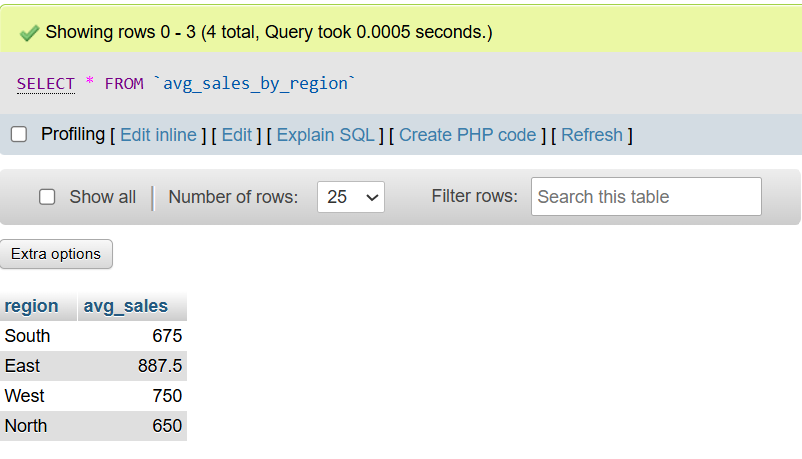 Showing rows 0 - 3 (4 total, Query took 0.0005 seconds.)
SELECT * FROM `avg_sales_by_region`
Profiling [ Edit inline ] [ Edit ] [ Explain SQL ] [ Create PHP code ] [ Refresh ]
Show all | Number of rows: 25 Filter rows: Search this table
Extra options
region avg_sales
South 675
East 887.5
West 750
North 650